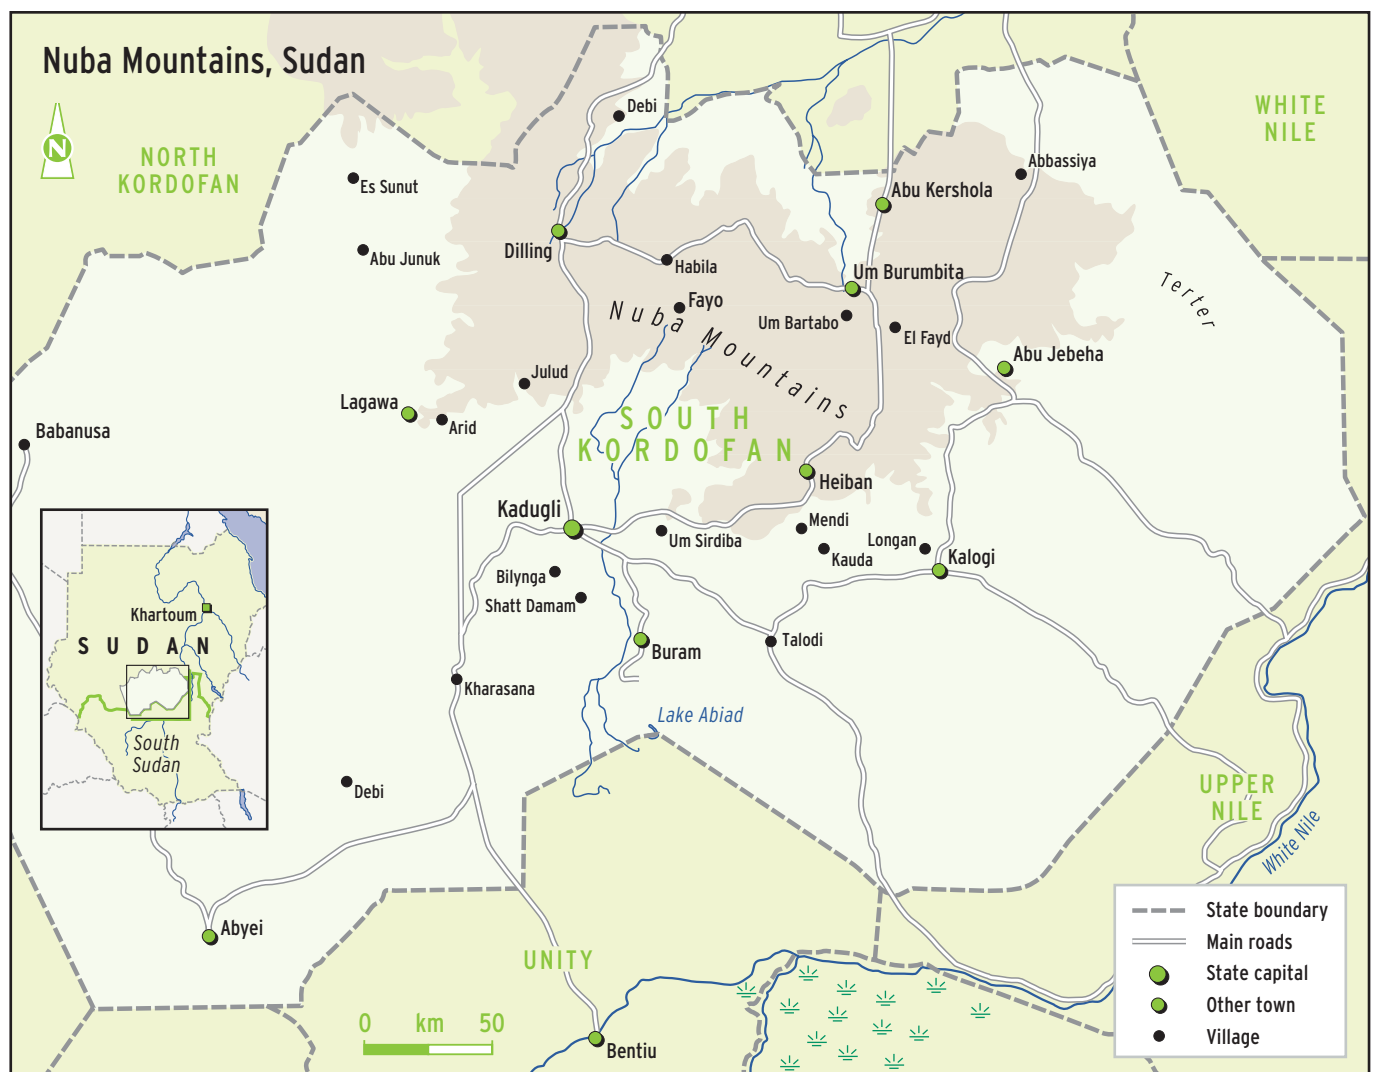 Nuba Mountains, Sudan
N
NORTH
KORDOFAN
WHITE
NILE
Debi
Es Sunut
Abu Junuk
Dilling
Habila
Fayo
Abu Kershola
Abbassiya
Um Burumbita
Um Bartabo
El Fayd
Terter
Nuba Mountains
Abu Jebeha
Julud
Lagawa
Arid
Babanusa
SOUTH
KORDOFAN
Heiban
Kadugli
Um Sirdiba
Mendi
Kauda
Longan
Kalogi
Bilynga
Shatt Damam
Buram
Talodi
Kharasana
Lake Abiad
Debi
Khartoum
SUDAN
South
Sudan
UPPER
NILE
White Nile
Abyei
UNITY
Bentiu
0 km 50
State boundary
Main roads
State capital
Other town
Village